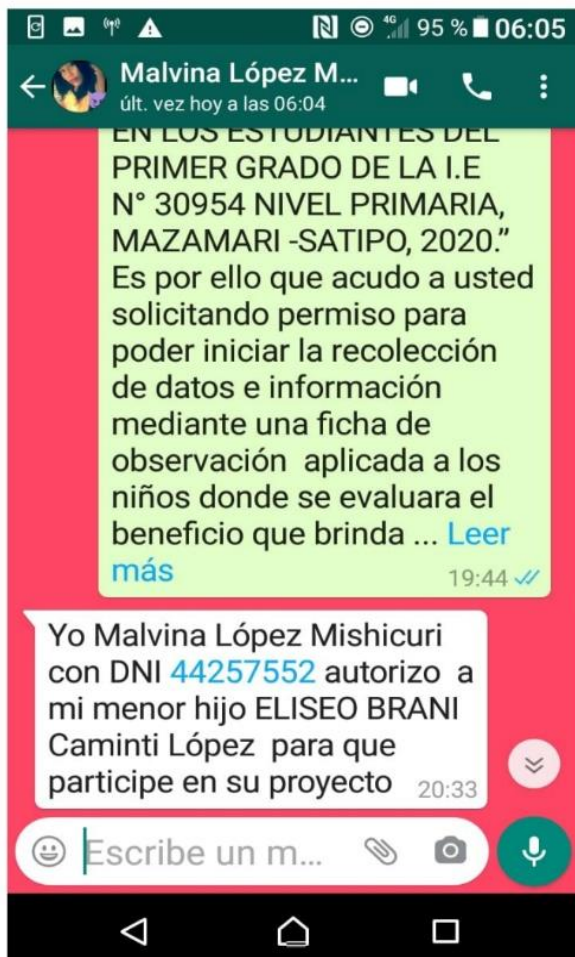 95 % 06:05
Malvina López M...
últ. vez hoy a las 06:04
EN LOS ESTUDIANTES DEL
PRIMER GRADO DE LA I.E
N° 30954 NIVEL PRIMARIA,
MAZAMARI -SATIPO, 2020.”
Es por ello que acudo a usted
solicitando permiso para
poder iniciar la recolección
de datos e información
mediante una ficha de
observación  aplicada a los
niños donde se evaluara el
beneficio que brinda ... Leer
más
19:44
Yo Malvina López Mishicuri
con DNI 44257552 autorizo  a
mi menor hijo ELISEO BRANI
Caminti López  para que
participe en su proyecto 20:33
Escribe un m...